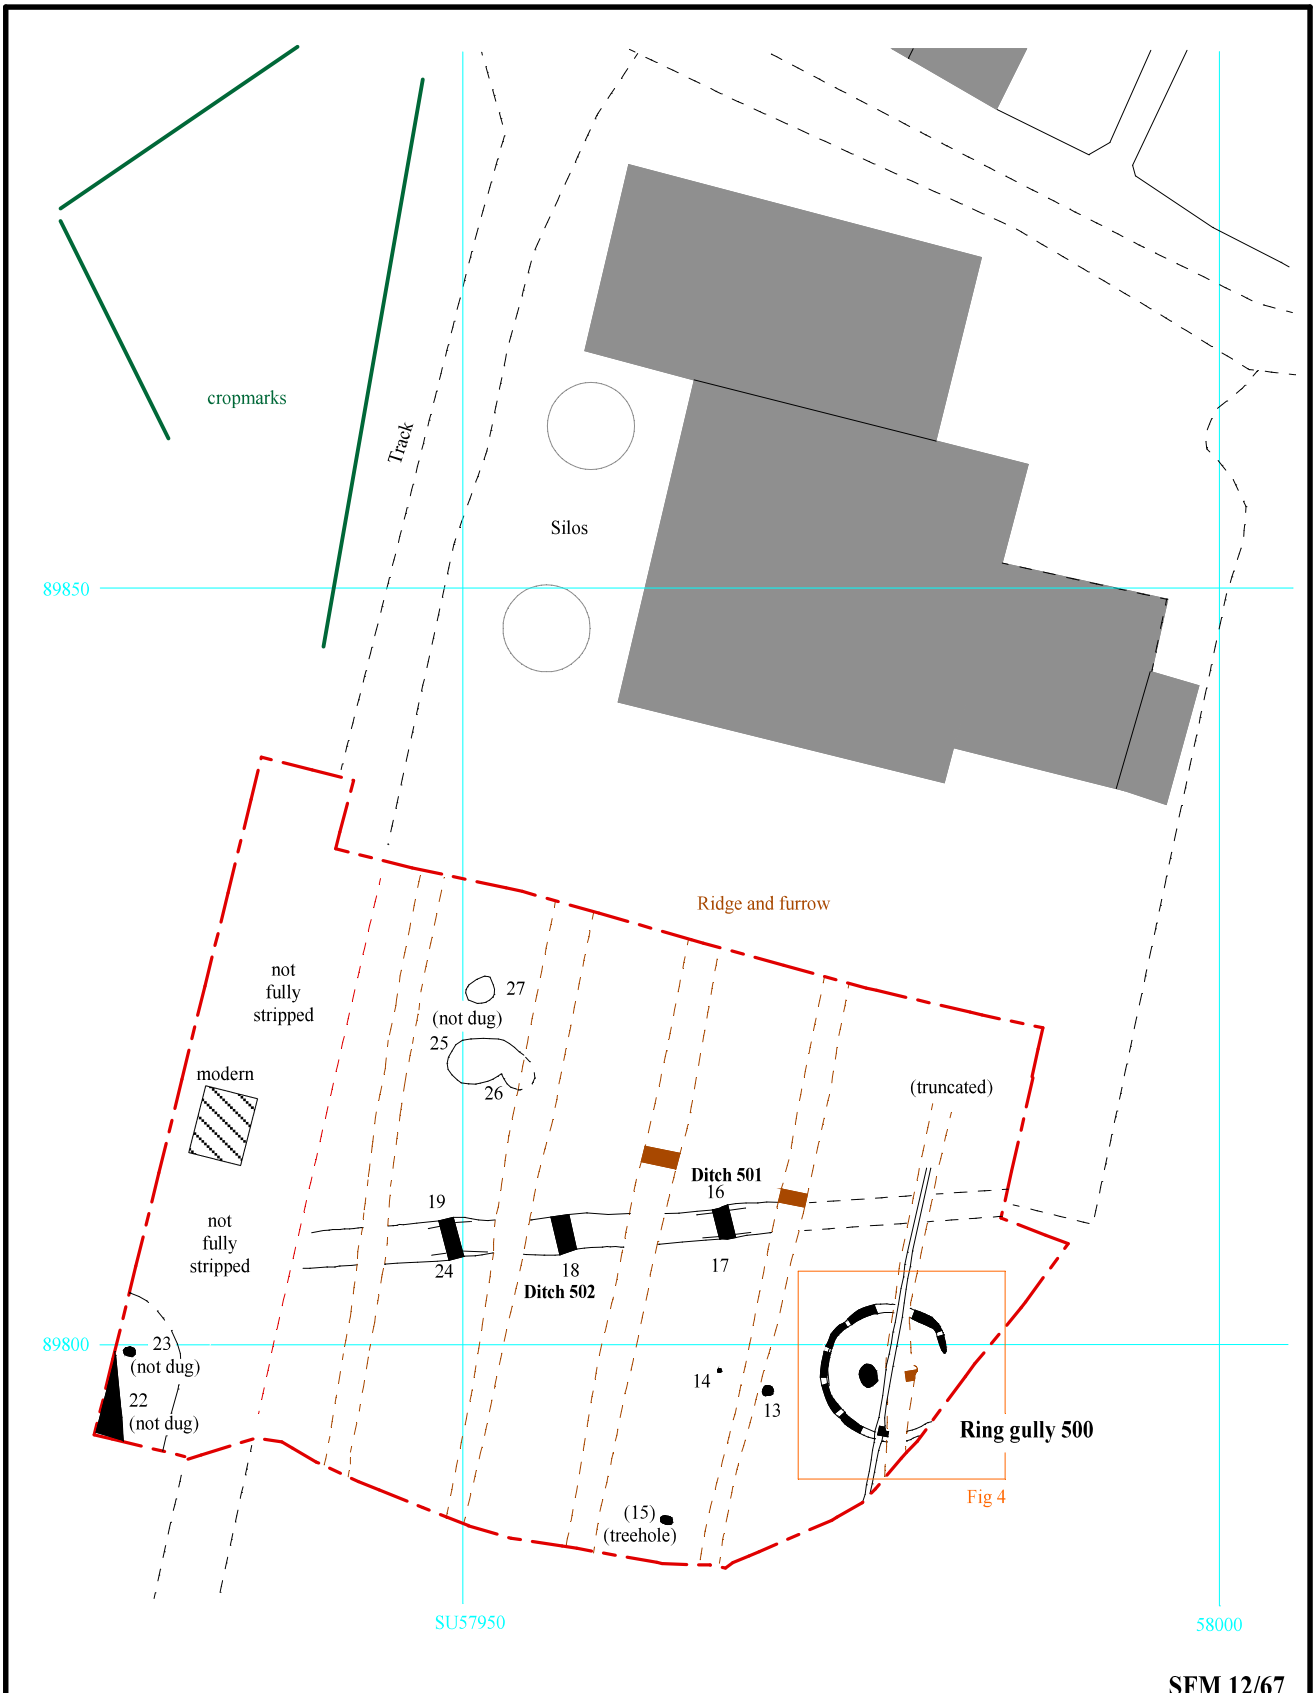 cropmarks
Track
Silos
89850
Ridge and furrow
not
fully
stripped
27
(not dug)
25
26
modern
(truncated)
Ditch 501
16
19
not
fully
stripped
24
18
17
Ditch 502
89800
23
(not dug)
22
(not dug)
14
13
Ring gully 500
Fig 4
(15)
(treehole)
SU57950
58000
SFM 12/67